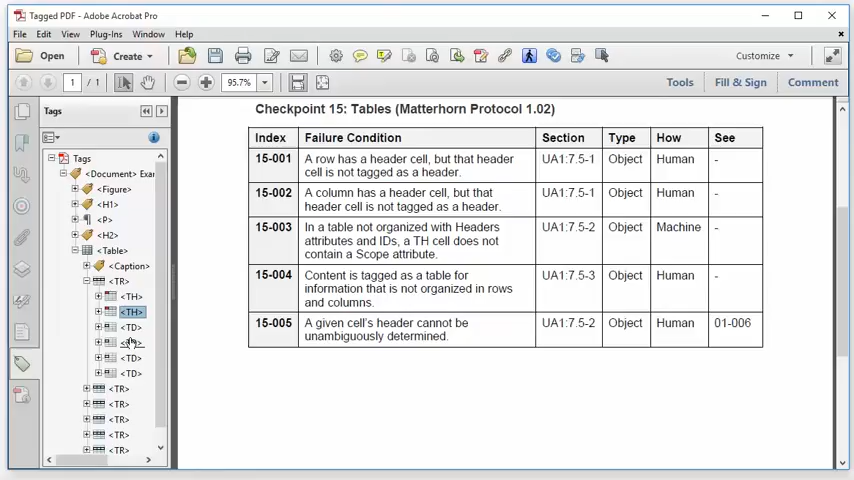 Tagged PDF - Adobe Acrobat Pro
File Edit View Plug-Ins Window Help
Open Create Customize
1 / 1 95.7% Tools Fill & Sign Comment
Tags
Tags
<Document> Exar
<Figure>
<H1>
<P>
<H2>
<Table>
<Caption>
<TR>
<TH>
<TH>
<TD>
<TD>
<TD>
<TR>
<TR>
<TR>
<TR>
<TR>
Checkpoint 15: Tables (Matterhorn Protocol 1.02)
Index Failure Condition Section Type How See
15-001 A row has a header cell, but that header UA1:7.5-1 Object Human -
cell is not tagged as a header.
15-002 A column has a header cell, but that UA1:7.5-1 Object Human -
header cell is not tagged as a header.
15-003 In a table not organized with Headers UA1:7.5-2 Object Machine -
attributes and IDs, a TH cell does not
contain a Scope attribute.
15-004 Content is tagged as a table for UA1:7.5-3 Object Human -
information that is not organized in rows
and columns.
15-005 A given cell's header cannot be UA1:7.5-2 Object Human 01-006
unambiguously determined.